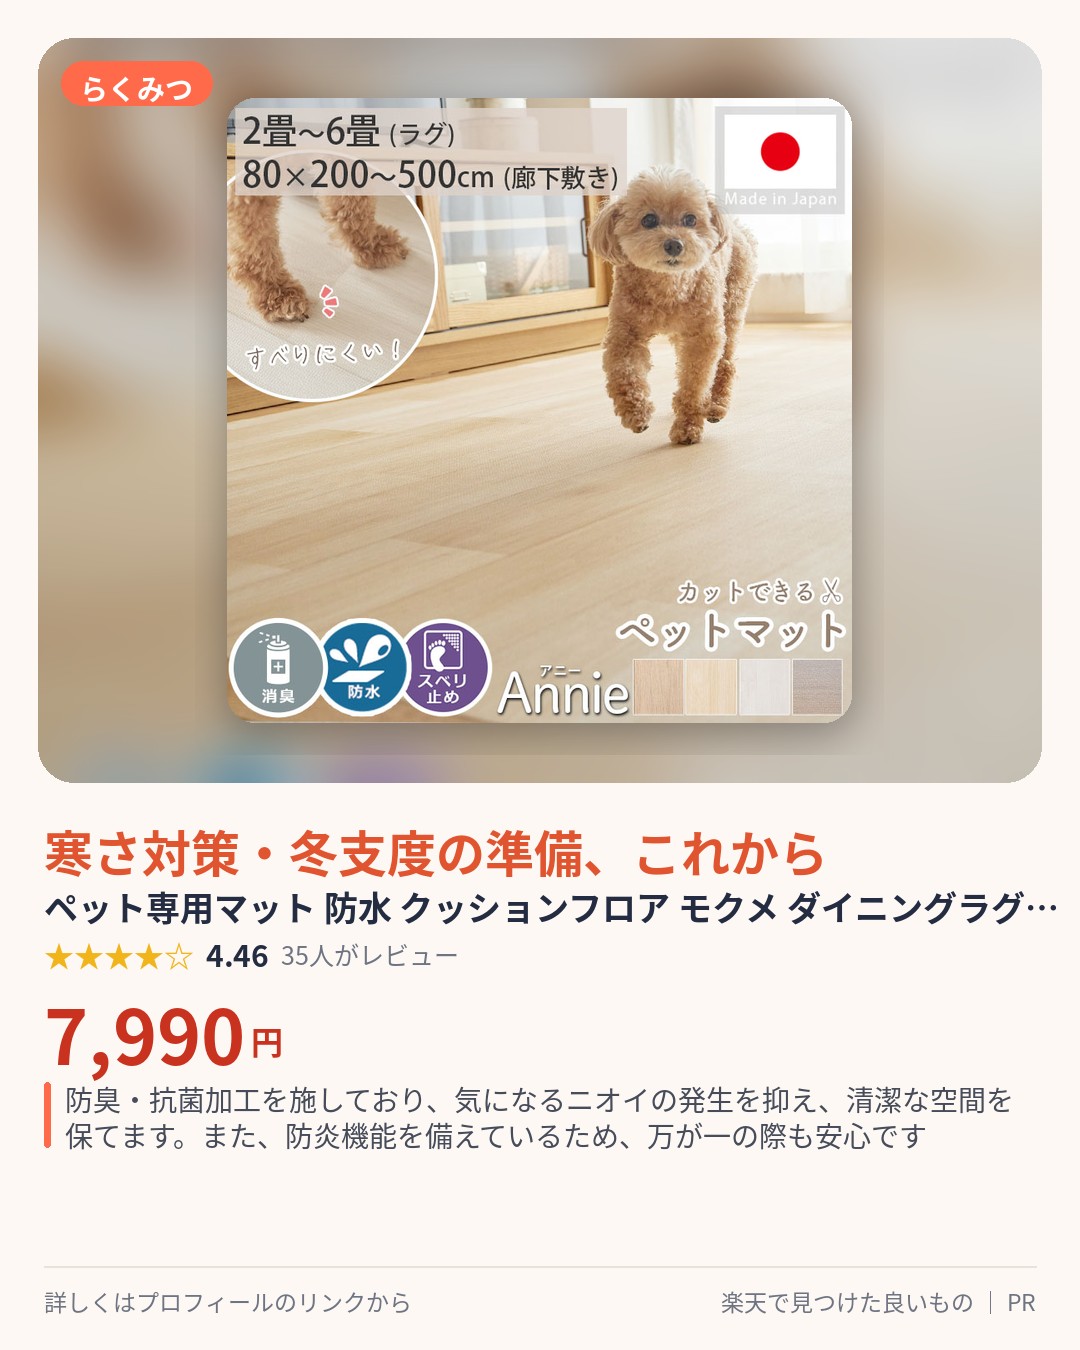 らくみつ
2畳〜6畳 (ラグ)
80×200〜500cm (廊下敷き)
Made in Japan
すべりにくい！
カットできる
ペットマット
消臭
防水
スベリ
止め
アニー
Annie
寒さ対策・冬支度の準備、これから
ペット専用マット 防水 クッションフロア モクメ ダイニングラグ…
★★★★☆ 4.46 35人がレビュー
7,990円
防臭・抗菌加工を施しており、気になるニオイの発生を抑え、清潔な空間を
保てます。また、防炎機能を備えているため、万が一の際も安心です
詳しくはプロフィールのリンクから
楽天で見つけた良いもの｜PR